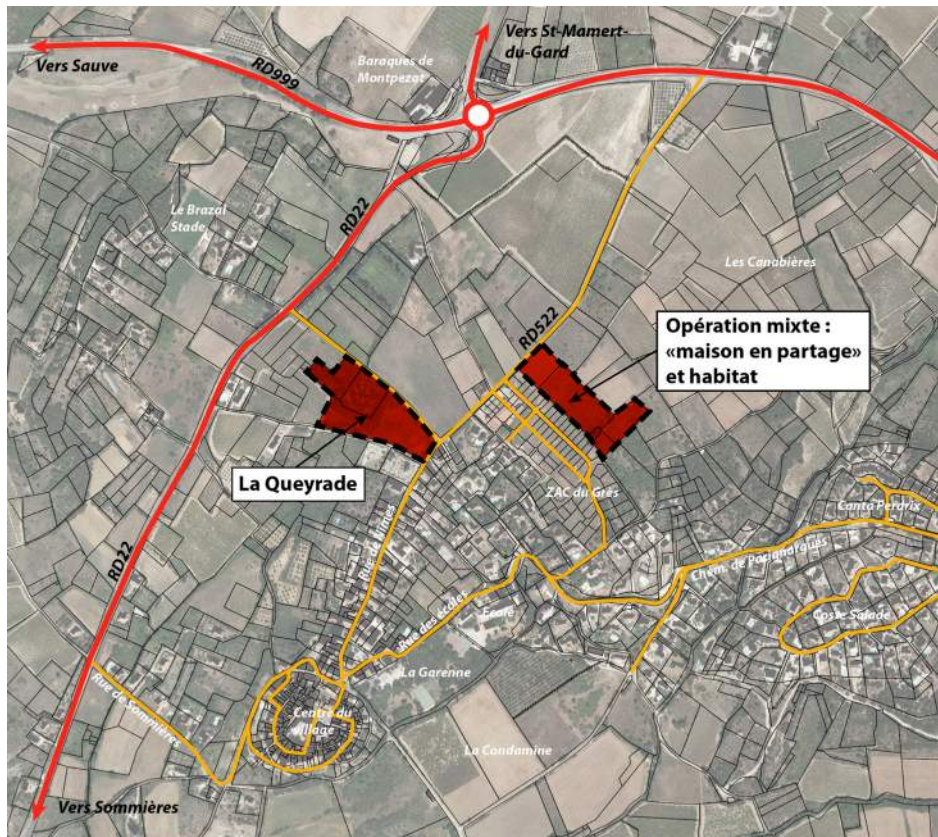 Vers St-Mamert-
du-Gard
Vers Sauve
RD999
Baraques de
Montpezat
RD22
Le Brazal
Stade
Les Canabières
RD522
Opération mixte :
«maison en partage»
et habitat
La Queyrade
ZAC du Grès
RD22
Rue de Nîmes
Canta Perdrix
Chem. de Parignargues
Rue des écoles
École
Coste Salade
La Garenne
Rue de Sommières
Centre du
village
La Condamine
Vers Sommières